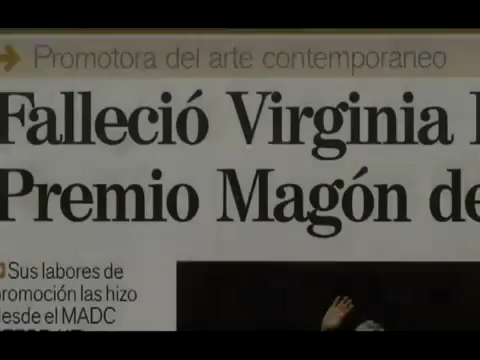 Promotora del arte contemporaneo
Falleció Virginia
Premio Magón de
Sus labores de
promoción las hizo
desde el MADC